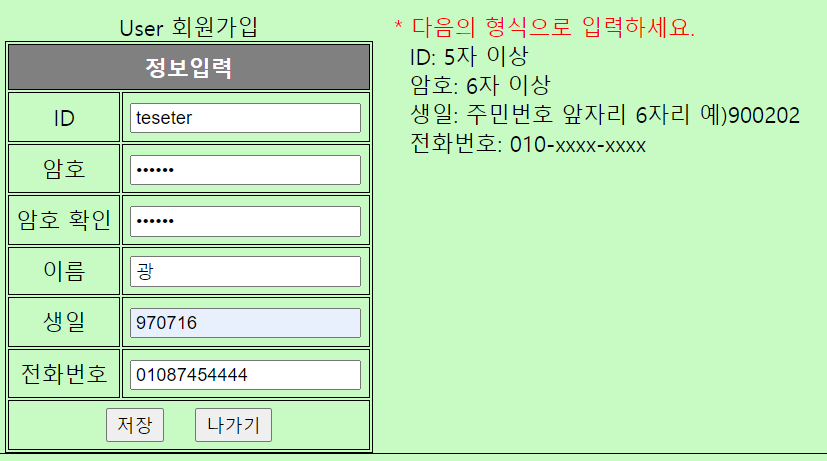 User 회원가입
정보입력
ID teseter
암호 ••••••
암호 확인 ••••••
이름 광
생일 970716
전화번호 01087454444
저장 나가기
* 다음의 형식으로 입력하세요.
ID: 5자 이상
암호: 6자 이상
생일: 주민번호 앞자리 6자리 예)900202
전화번호: 010-xxxx-xxxx